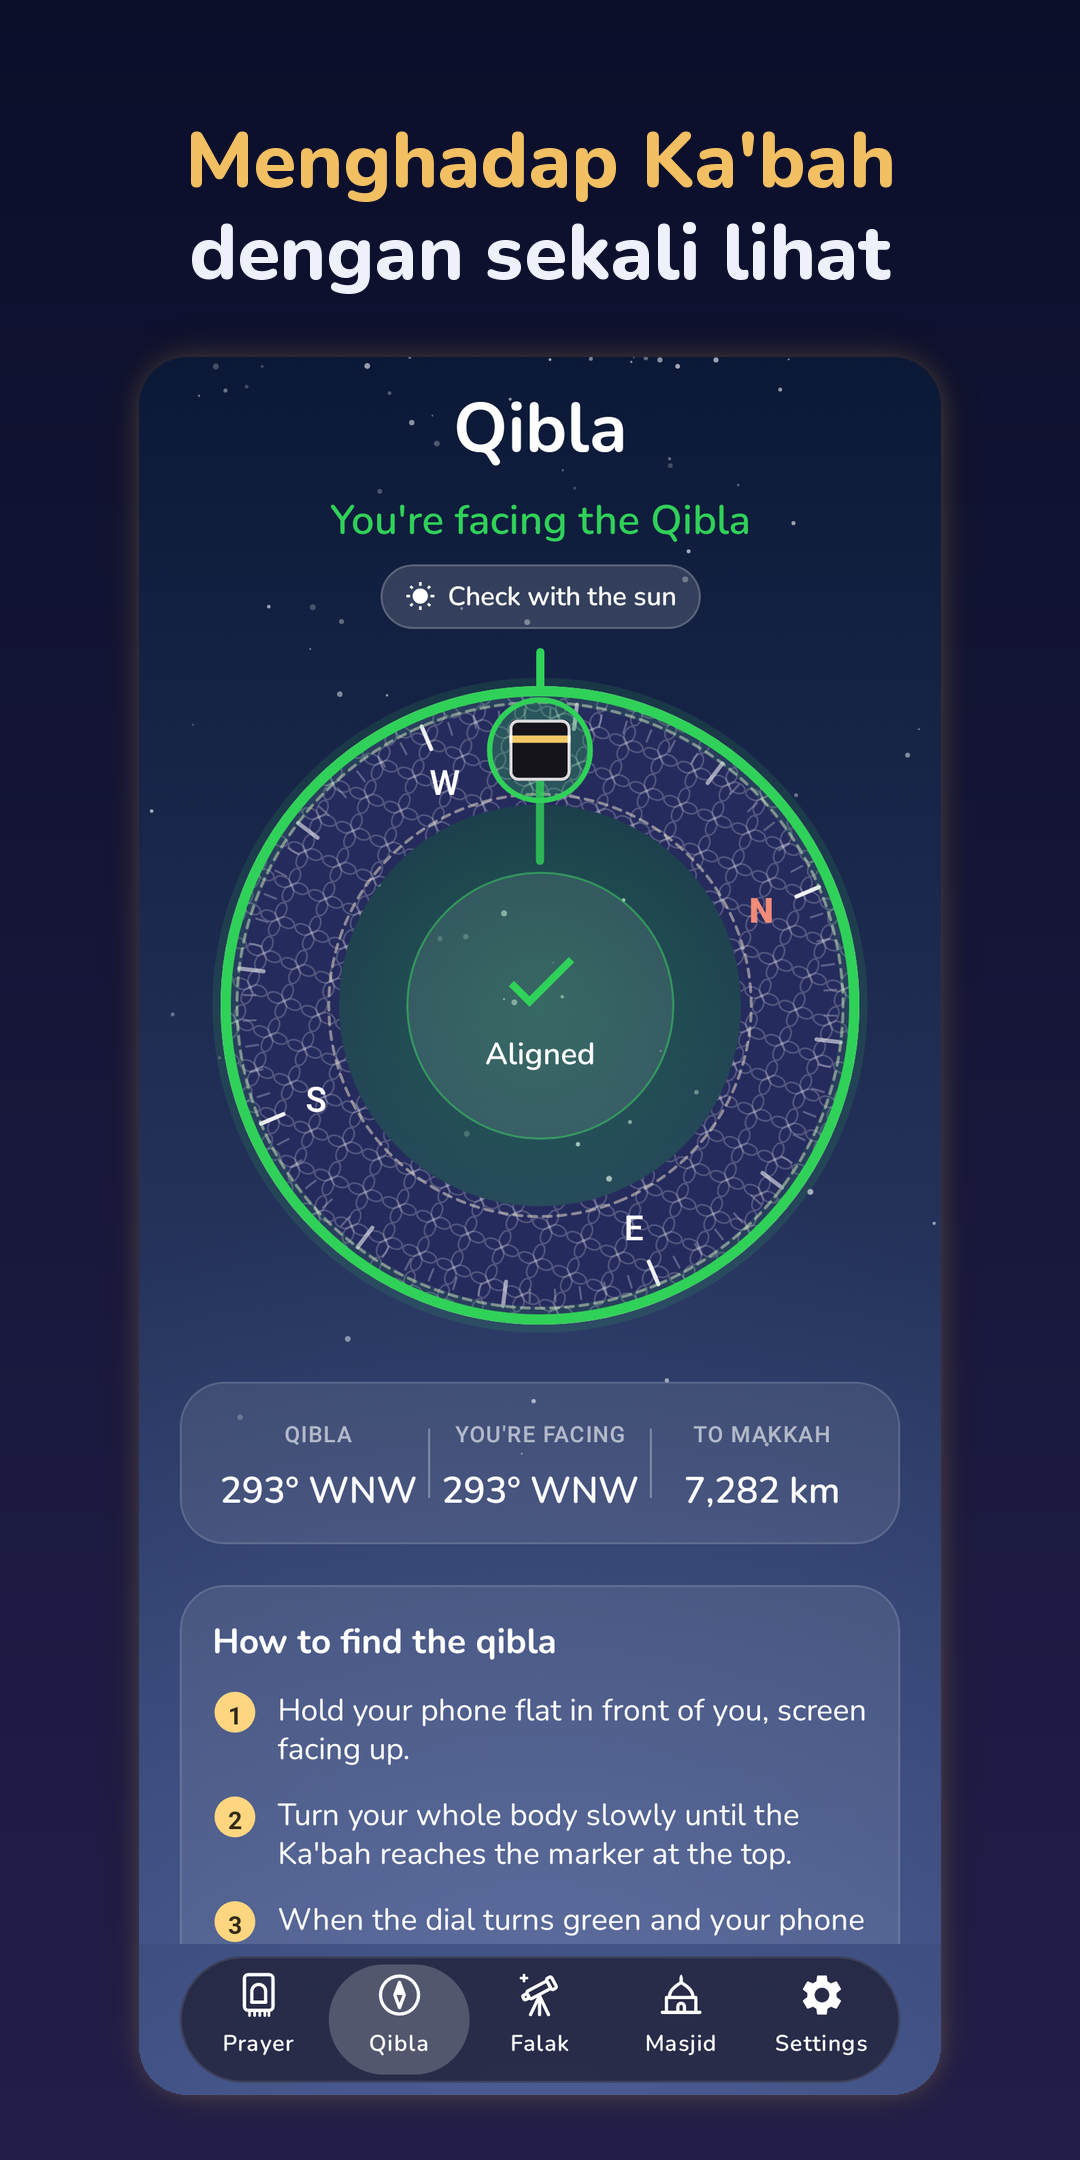 Menghadap Ka'bah
dengan sekali lihat
Qibla
You're facing the Qibla
Check with the sun
W
N
Aligned
S
E
QIBLA
293° WNW
YOU'RE FACING
293° WNW
TO MAKKAH
7,282 km
How to find the qibla
1 Hold your phone flat in front of you, screen
facing up.
2 Turn your whole body slowly until the
Ka'bah reaches the marker at the top.
3 When the dial turns green and your phone
Prayer
Qibla
Falak
Masjid
Settings